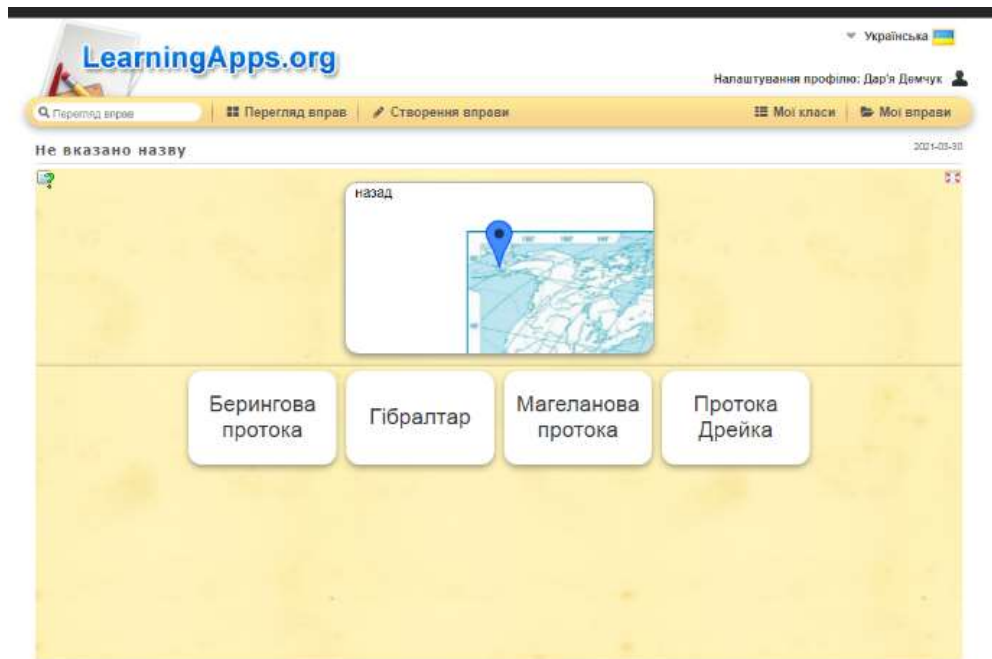 LearningApps.org
Українська
Налаштування профілю: Дар'я Демчук
Перегляд вправ
Перегляд вправ
Створення вправи
Мої класи
Мої вправи
Не вказано назву
2021-03-30
назад
Берингова
протока
Гібралтар
Магеланова
протока
Протока
Дрейка